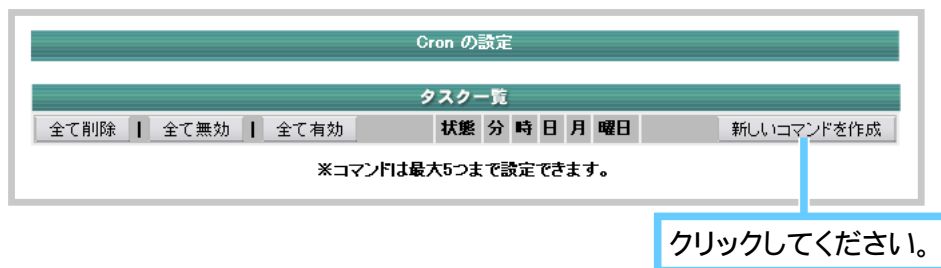 Cron の設定
タスク一覧
全て削除 | 全て無効 | 全て有効 状態 分 時 日 月 曜日 新しいコマンドを作成
※コマンドは最大5つまで設定できます。
クリックしてください。